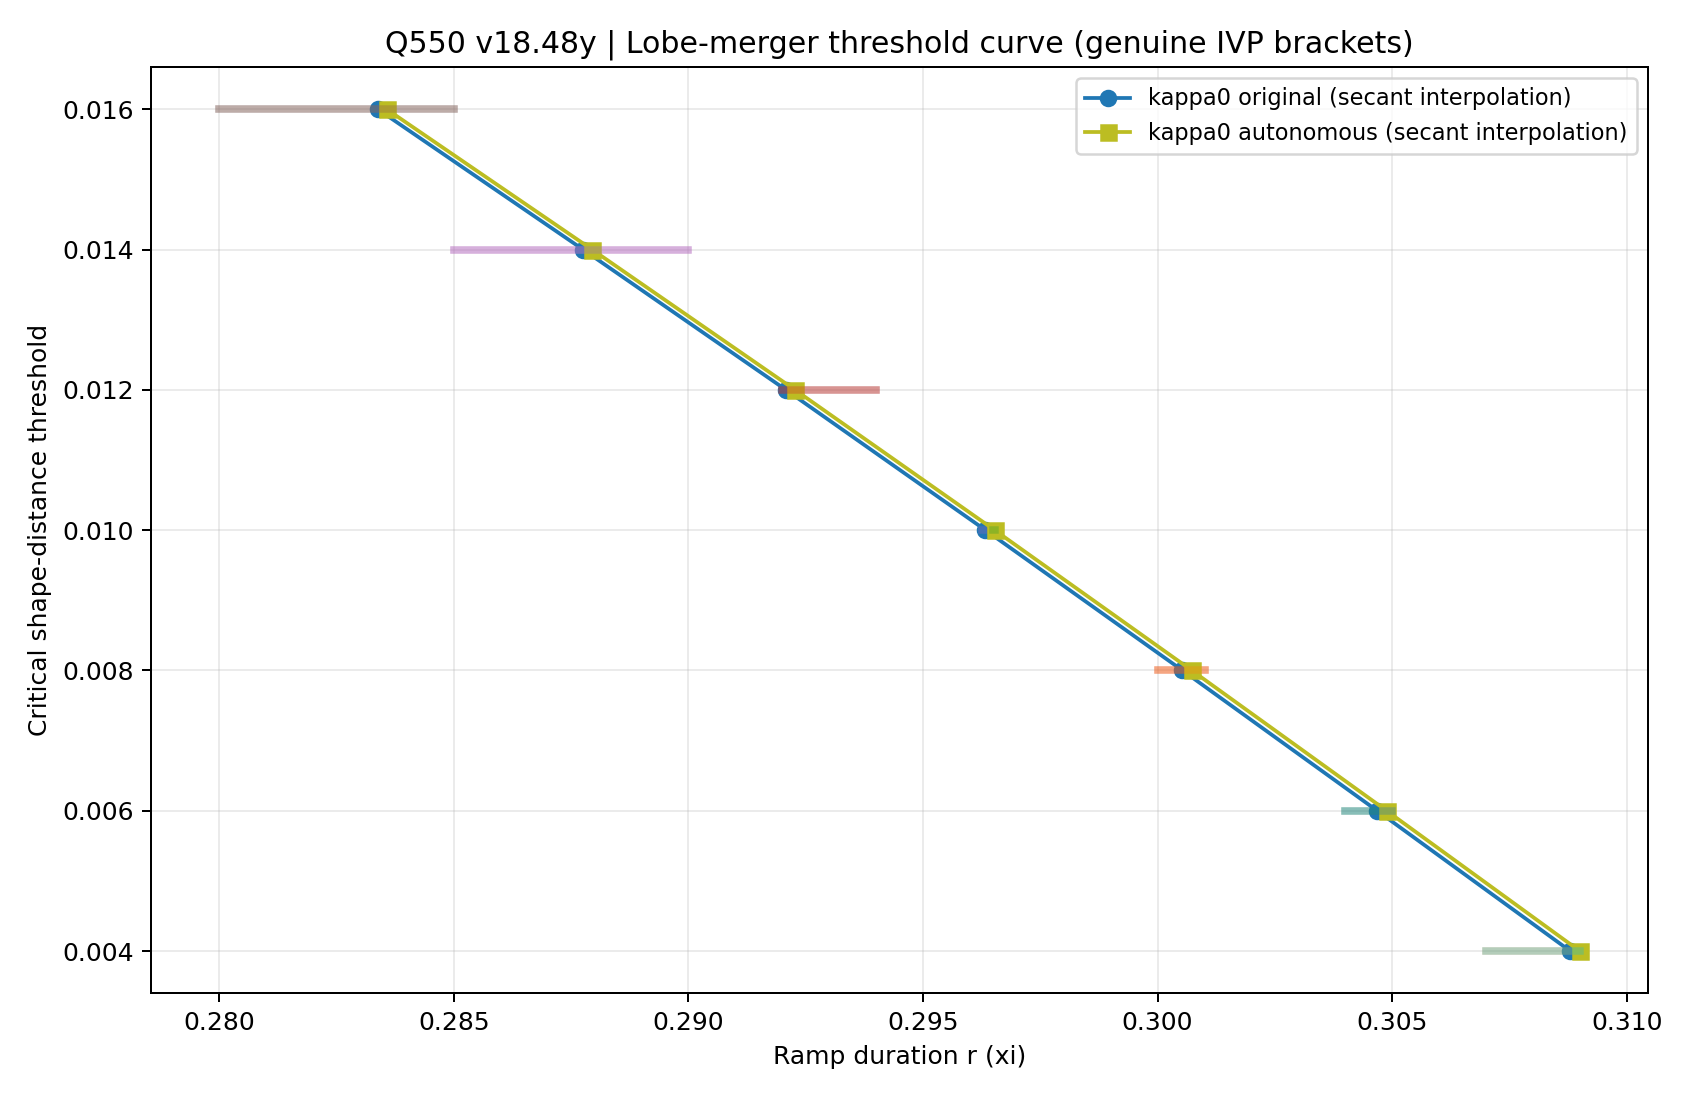 Q550 v18.48y | Lobe-merger threshold curve (genuine IVP brackets)
kappa0 original (secant interpolation)
kappa0 autonomous (secant interpolation)
Critical shape-distance threshold
0.016
0.014
0.012
0.010
0.008
0.006
0.004
0.280
0.285
0.290
0.295
0.300
0.305
0.310
Ramp duration r (xi)